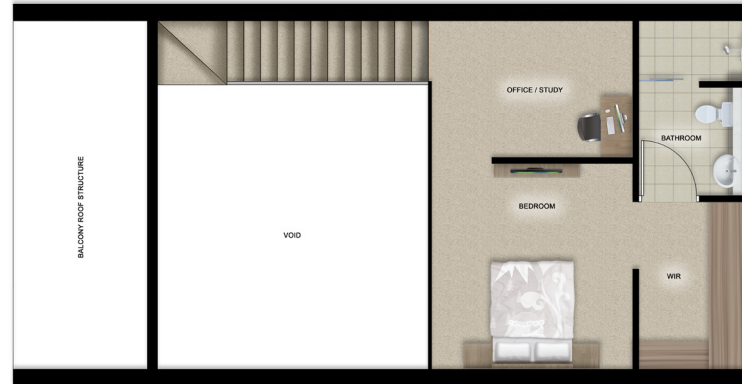 BALCONY ROOF STRUCTURE
VOID
OFFICE / STUDY
BEDROOM
BATHROOM
WIR